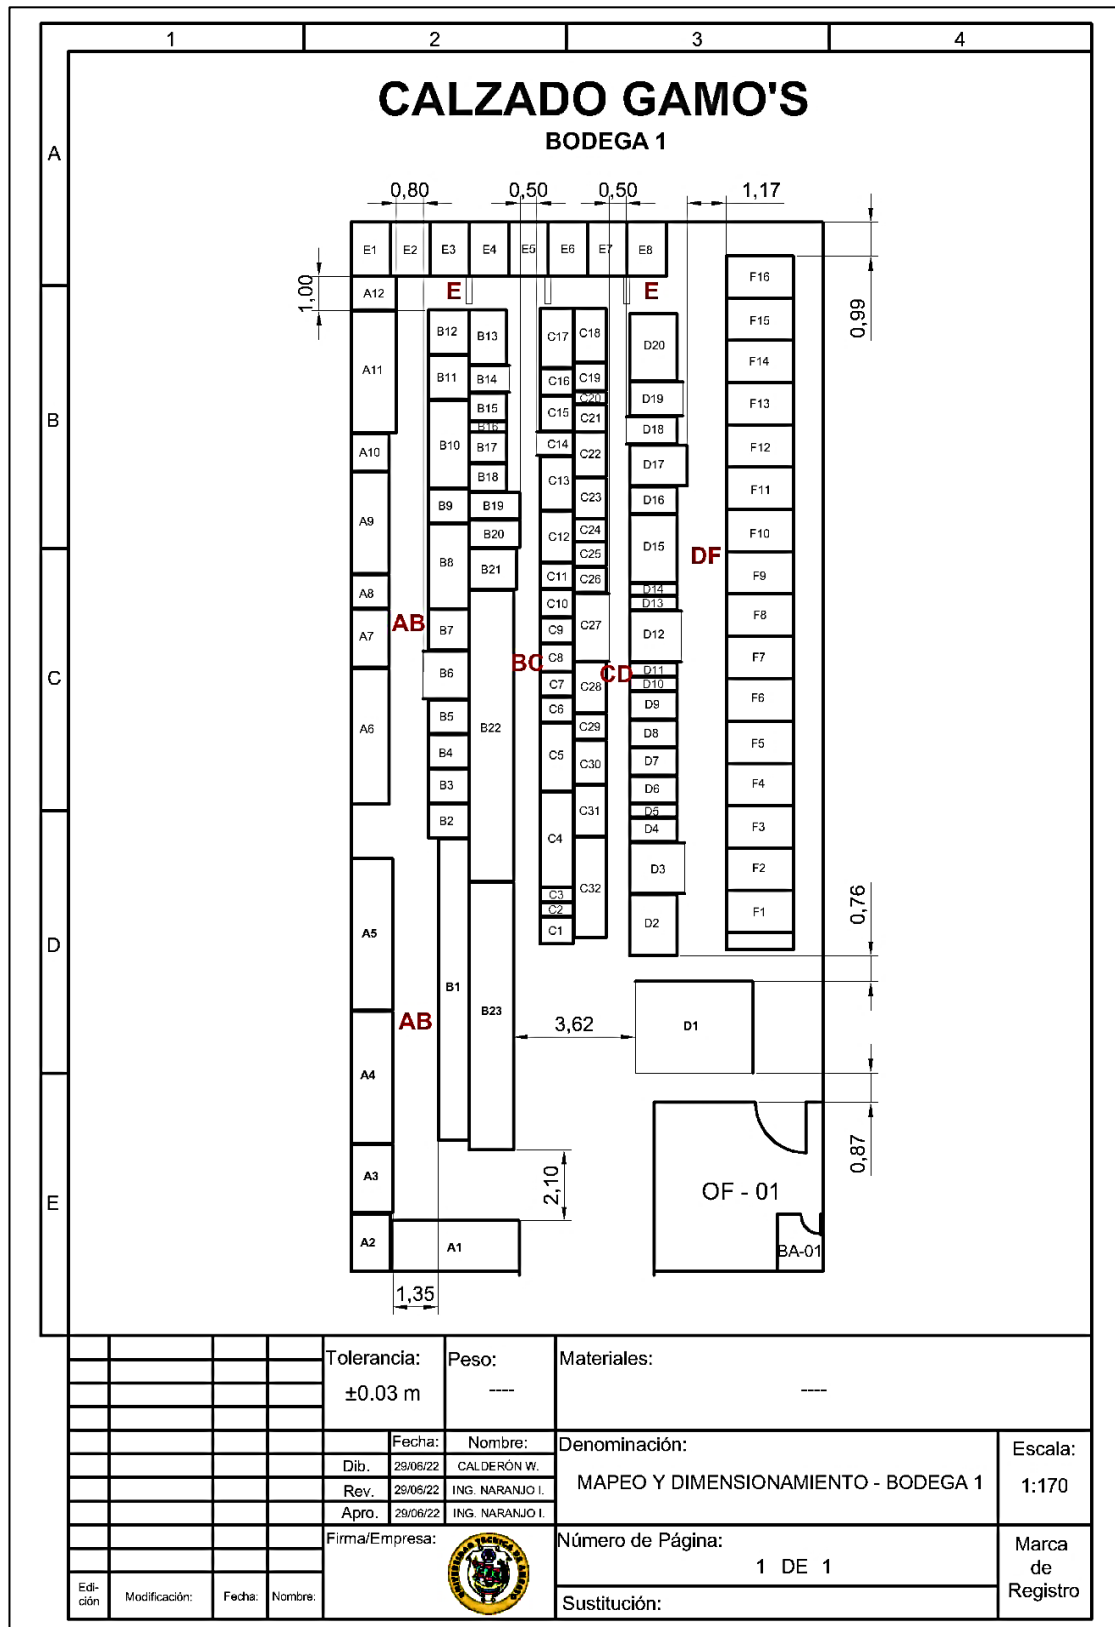 1 2 3 4
CALZADO GAMO'S
BODEGA 1
A
0,80 0,50 0,50 1,17
E1 E2 E3 E4 E5 E6 E7 E8
0,99
1,00
E E
B
A12
A11
A10
A9
A8
A7
A6
A5
A4
A3
A2
A1
AB
AB
B12
B11
B10
B9
B8
B7
B6
B5
B4
B3
B2
B1
B13
B14
B15
B16
B17
B18
B19
B20
B21
B22
B23
BC
C17
C16
C15
C14
C13
C12
C11
C10
C9
C8
C7
C6
C5
C4
C3
C2
C1
C18
C19
C20
C21
C22
C23
C24
C25
C26
C27
C28
C29
C30
C31
C32
CD
D20
D19
D18
D17
D16
D15
D14
D13
D12
D11
D10
D9
D8
D7
D6
D5
D4
D3
D2
D1
DF
F16
F15
F14
F13
F12
F11
F10
F9
F8
F7
F6
F5
F4
F3
F2
F1
C
D
E
0,76
3,62
0,87
2,10
1,35
OF - 01
BA-01
Tolerancia: Peso: Materiales:
±0.03 m ---- ----
Fecha: Nombre: Denominación: Escala:
Dib. 29/06/22 CALDERÓN W.
Rev. 29/06/22 ING. NARANJO I.
Apro. 29/06/22 ING. NARANJO I.
MAPEO Y DIMENSIONAMIENTO - BODEGA 1 1:170
Firma/Empresa: Número de Página: Marca de Registro
UNIVERSIDAD TECNICA DE AMBATO
1 DE 1
Edi-
ción Modificación: Fecha: Nombre: Sustitución: